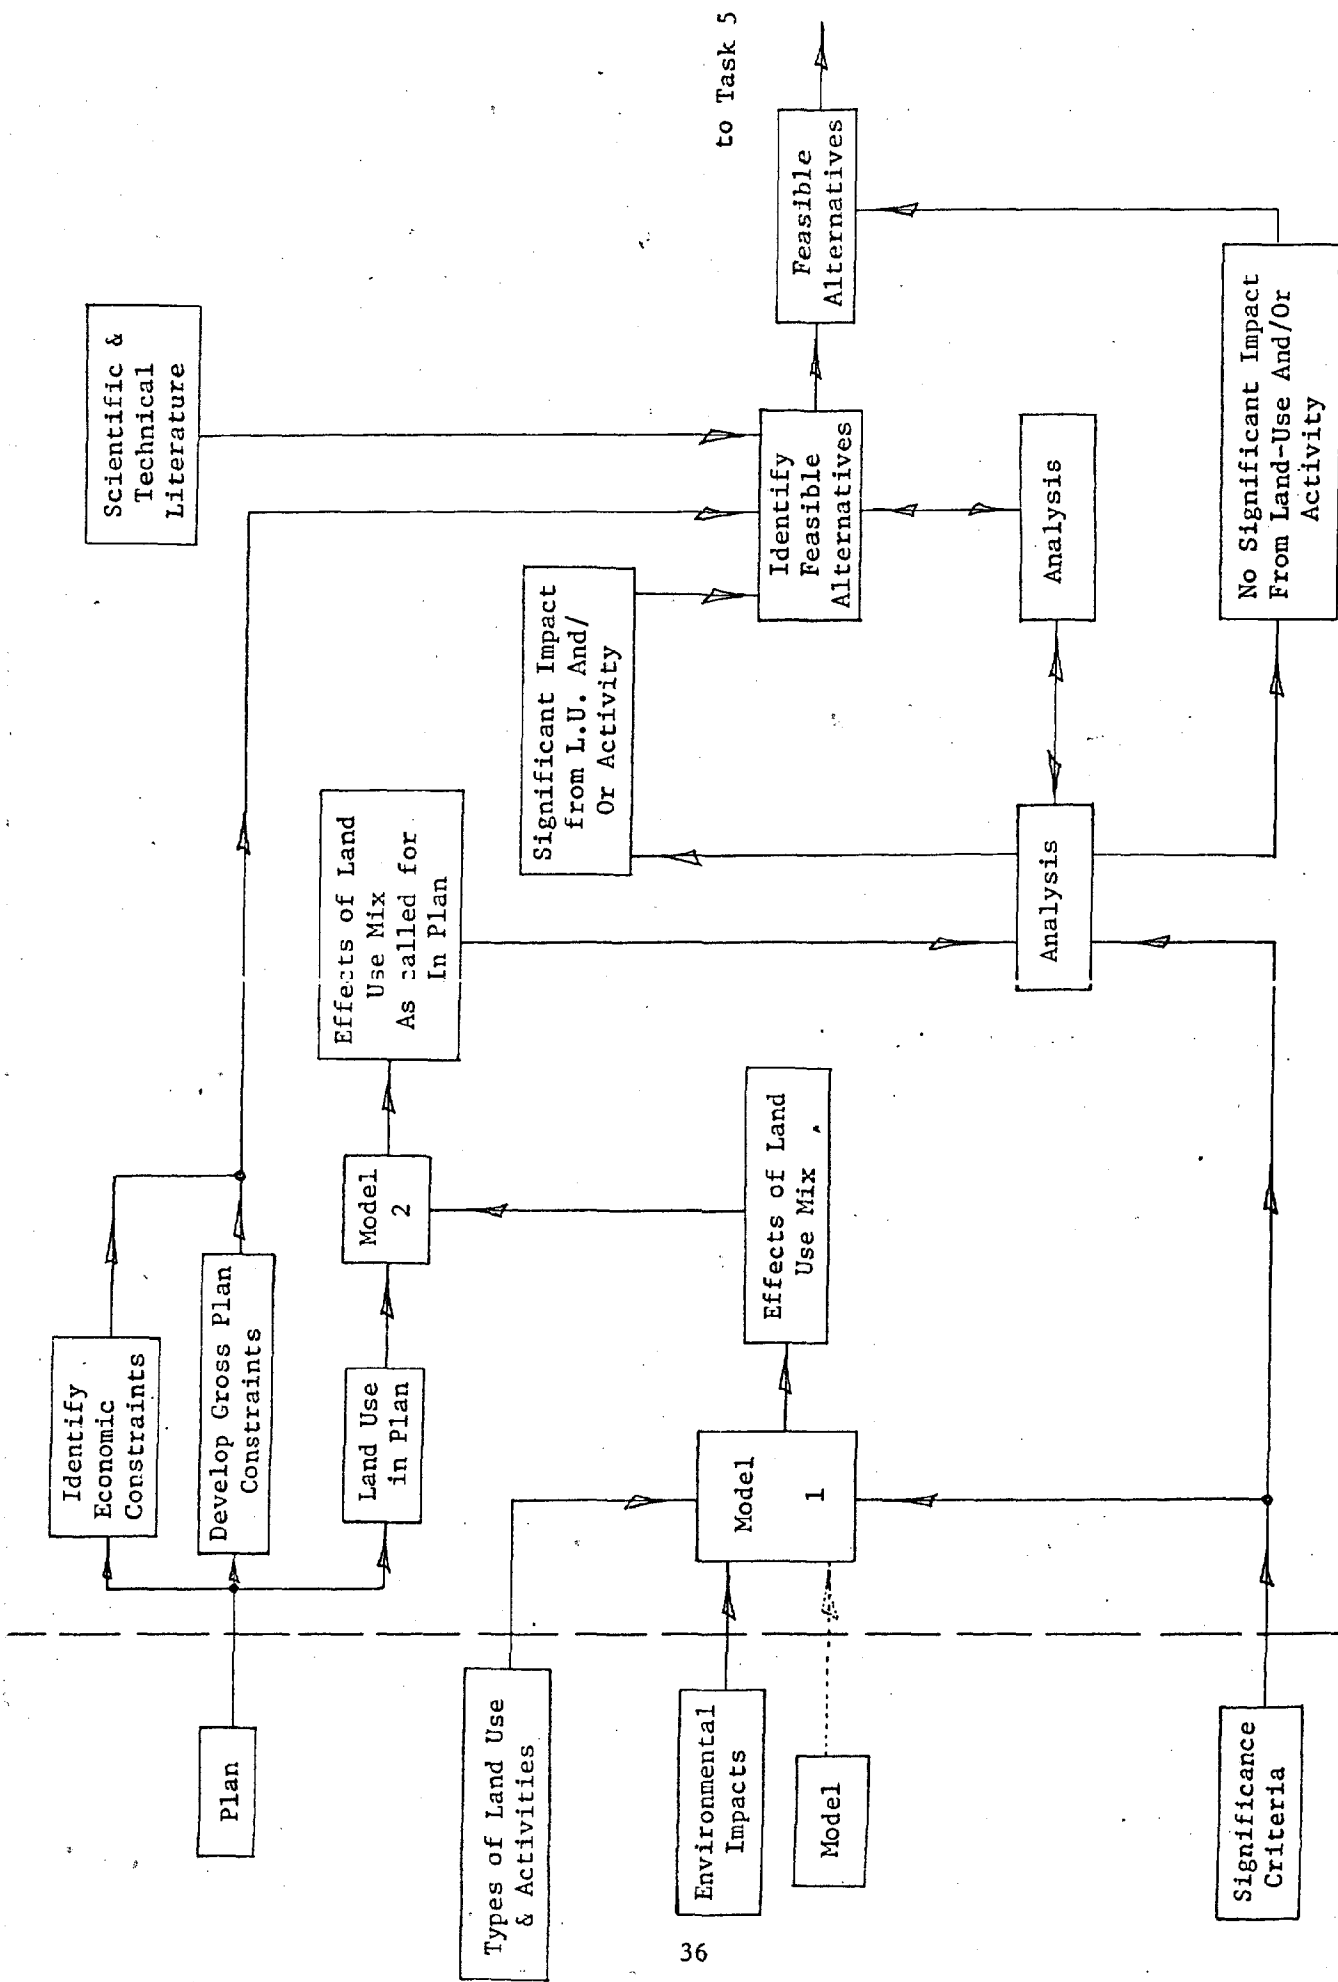 Plan
Types of Land Use
& Activities
Environmental
Impacts
Model
Significance
Criteria
Identify
Economic
Constraints
Develop Gross Plan
Constraints
Land Use
in Plan
Model
1
Model
2
Effects of Land
Use Mix
Effects of Land
Use Mix
As called for
In Plan
Scientific &
Technical
Literature
Significant Impact
from L.U. And/
Or Activity
Analysis
Identify
Feasible
Alternatives
Analysis
No Significant Impact
From Land-Use And/Or
Activity
Feasible
Alternatives
to Task 5
36